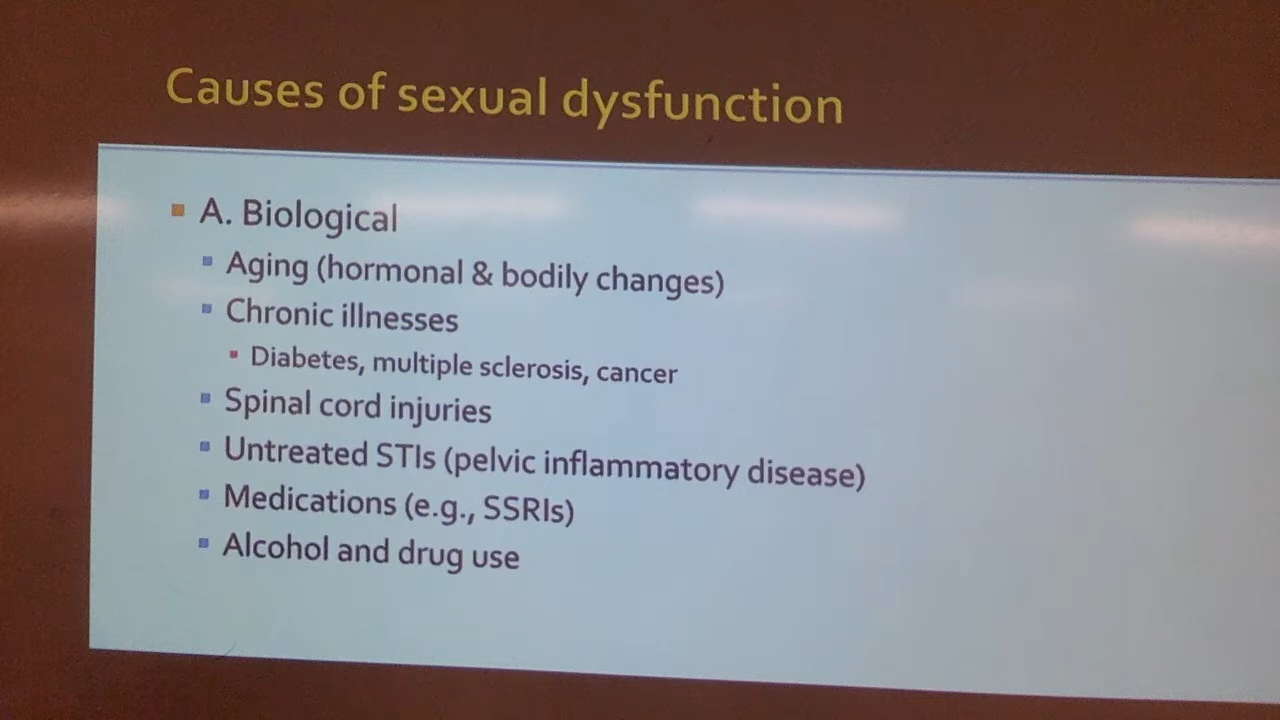 Causes of sexual dysfunction
A. Biological
Aging (hormonal & bodily changes)
Chronic illnesses
Diabetes, multiple sclerosis, cancer
Spinal cord injuries
Untreated STIs (pelvic inflammatory disease)
Medications (e.g., SSRIs)
Alcohol and drug use